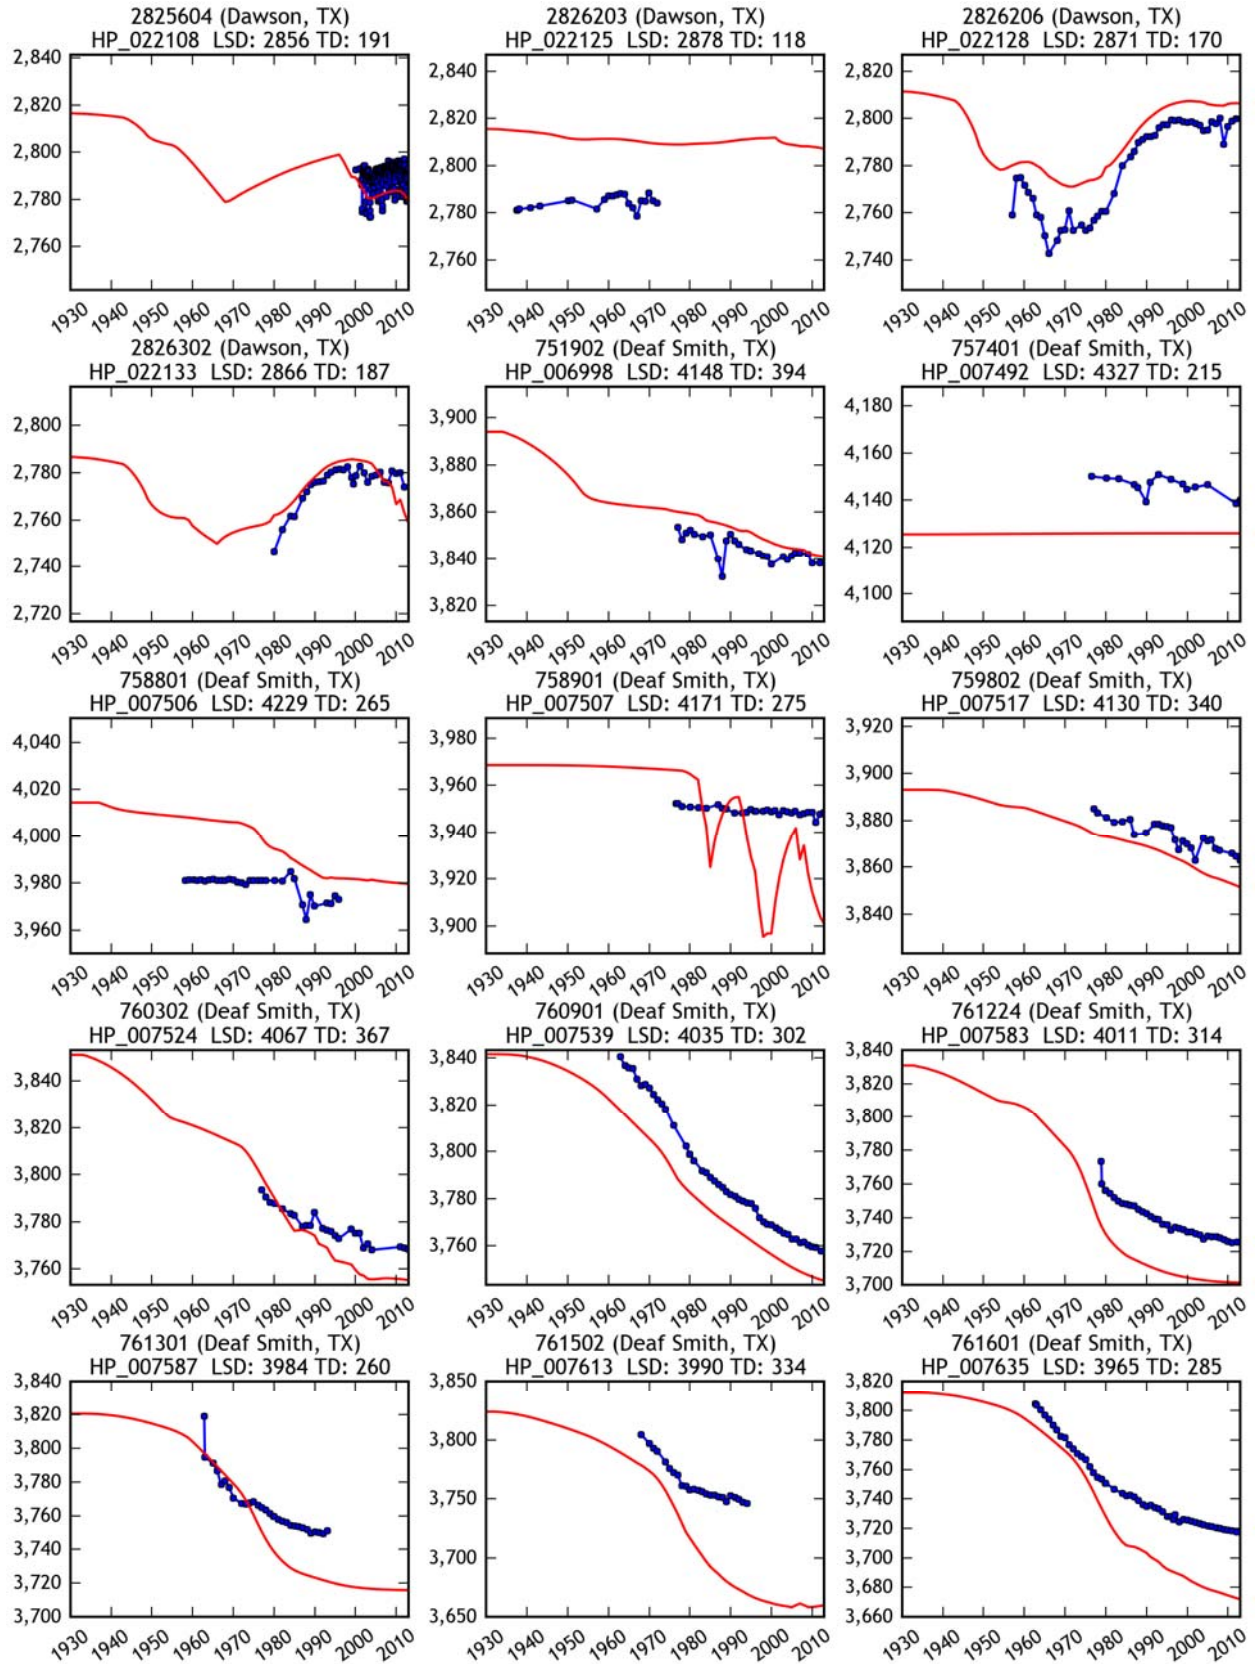 2825604 (Dawson, TX)
HP_022108 LSD: 2856 TD: 191
2,840
2,820
2,800
2,780
2,760
1930 1940 1950 1960 1970 1980 1990 2000 2010
2826203 (Dawson, TX)
HP_022125 LSD: 2878 TD: 118
2,840
2,820
2,800
2,780
2,760
1930 1940 1950 1960 1970 1980 1990 2000 2010
2826206 (Dawson, TX)
HP_022128 LSD: 2871 TD: 170
2,820
2,800
2,780
2,760
2,740
1930 1940 1950 1960 1970 1980 1990 2000 2010
2826302 (Dawson, TX)
HP_022133 LSD: 2866 TD: 187
2,800
2,780
2,760
2,740
2,720
1930 1940 1950 1960 1970 1980 1990 2000 2010
751902 (Deaf Smith, TX)
HP_006998 LSD: 4148 TD: 394
3,900
3,880
3,860
3,840
3,820
1930 1940 1950 1960 1970 1980 1990 2000 2010
757401 (Deaf Smith, TX)
HP_007492 LSD: 4327 TD: 215
4,180
4,160
4,140
4,120
4,100
1930 1940 1950 1960 1970 1980 1990 2000 2010
758801 (Deaf Smith, TX)
HP_007506 LSD: 4229 TD: 265
4,040
4,020
4,000
3,980
3,960
1930 1940 1950 1960 1970 1980 1990 2000 2010
758901 (Deaf Smith, TX)
HP_007507 LSD: 4171 TD: 275
3,980
3,960
3,940
3,920
3,900
1930 1940 1950 1960 1970 1980 1990 2000 2010
759802 (Deaf Smith, TX)
HP_007517 LSD: 4130 TD: 340
3,920
3,900
3,880
3,860
3,840
1930 1940 1950 1960 1970 1980 1990 2000 2010
760302 (Deaf Smith, TX)
HP_007524 LSD: 4067 TD: 367
3,840
3,820
3,800
3,780
3,760
1930 1940 1950 1960 1970 1980 1990 2000 2010
760901 (Deaf Smith, TX)
HP_007539 LSD: 4035 TD: 302
3,840
3,820
3,800
3,780
3,760
1930 1940 1950 1960 1970 1980 1990 2000 2010
761224 (Deaf Smith, TX)
HP_007583 LSD: 4011 TD: 314
3,840
3,820
3,800
3,780
3,760
3,740
3,720
3,700
1930 1940 1950 1960 1970 1980 1990 2000 2010
761301 (Deaf Smith, TX)
HP_007587 LSD: 3984 TD: 260
3,840
3,820
3,800
3,780
3,760
3,740
3,720
3,700
1930 1940 1950 1960 1970 1980 1990 2000 2010
761502 (Deaf Smith, TX)
HP_007613 LSD: 3990 TD: 334
3,850
3,800
3,750
3,700
3,650
1930 1940 1950 1960 1970 1980 1990 2000 2010
761601 (Deaf Smith, TX)
HP_007635 LSD: 3965 TD: 285
3,820
3,800
3,780
3,760
3,740
3,720
3,700
3,680
3,660
1930 1940 1950 1960 1970 1980 1990 2000 2010